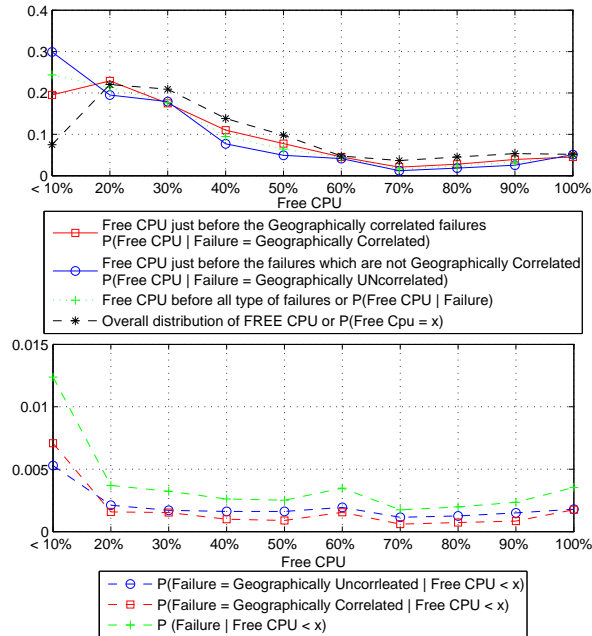 0.4
0.3
0.2
0.1
0
< 10% 20% 30% 40% 50% 60% 70% 80% 90% 100%
Free CPU
Free CPU just before the Geographically correlated failures
P(Free CPU | Failure = Geographically Correlated)
Free CPU just before the failures which are not Geographically Correlated
P(Free CPU | Failure = Geographically UNcorrelated)
Free CPU before all type of failures or P(Free CPU | Failure)
Overall distribution of FREE CPU or P(Free Cpu = x)
0.015
0.01
0.005
0
< 10% 20% 30% 40% 50% 60% 70% 80% 90% 100%
Free CPU
P(Failure = Geographically Uncorrleated | Free CPU < x)
P(Failure = Geographically Correlated | Free CPU < x)
P (Failure | Free CPU < x)